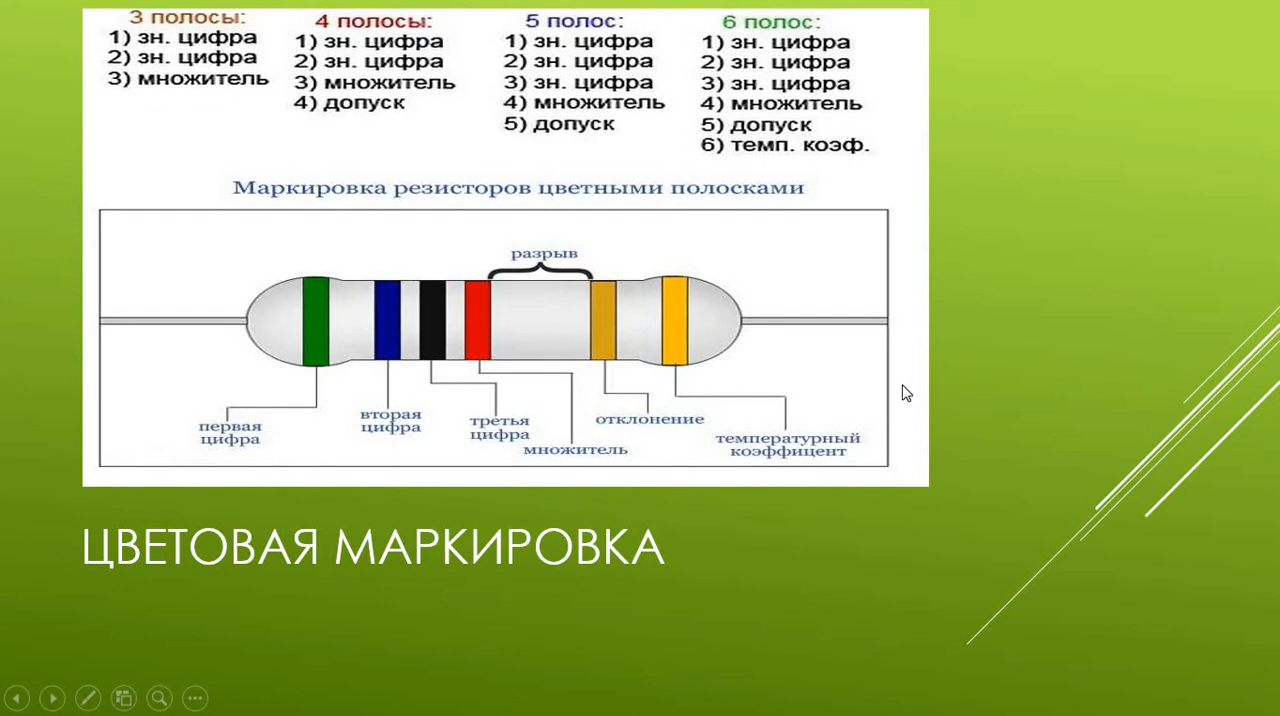 3 полосы:
1) зн. цифра
2) зн. цифра
3) множитель
4 полосы:
1) зн. цифра
2) зн. цифра
3) множитель
4) допуск
5 полос:
1) зн. цифра
2) зн. цифра
3) зн. цифра
4) множитель
5) допуск
6 полос:
1) зн. цифра
2) зн. цифра
3) зн. цифра
4) множитель
5) допуск
6) темп. коэф.
Маркировка резисторов цветными полосками
разрыв
первая
цифра
вторая
цифра
третья
цифра
множитель
отклонение
температурный
коэффицент
ЦВЕТОВАЯ МАРКИРОВКА